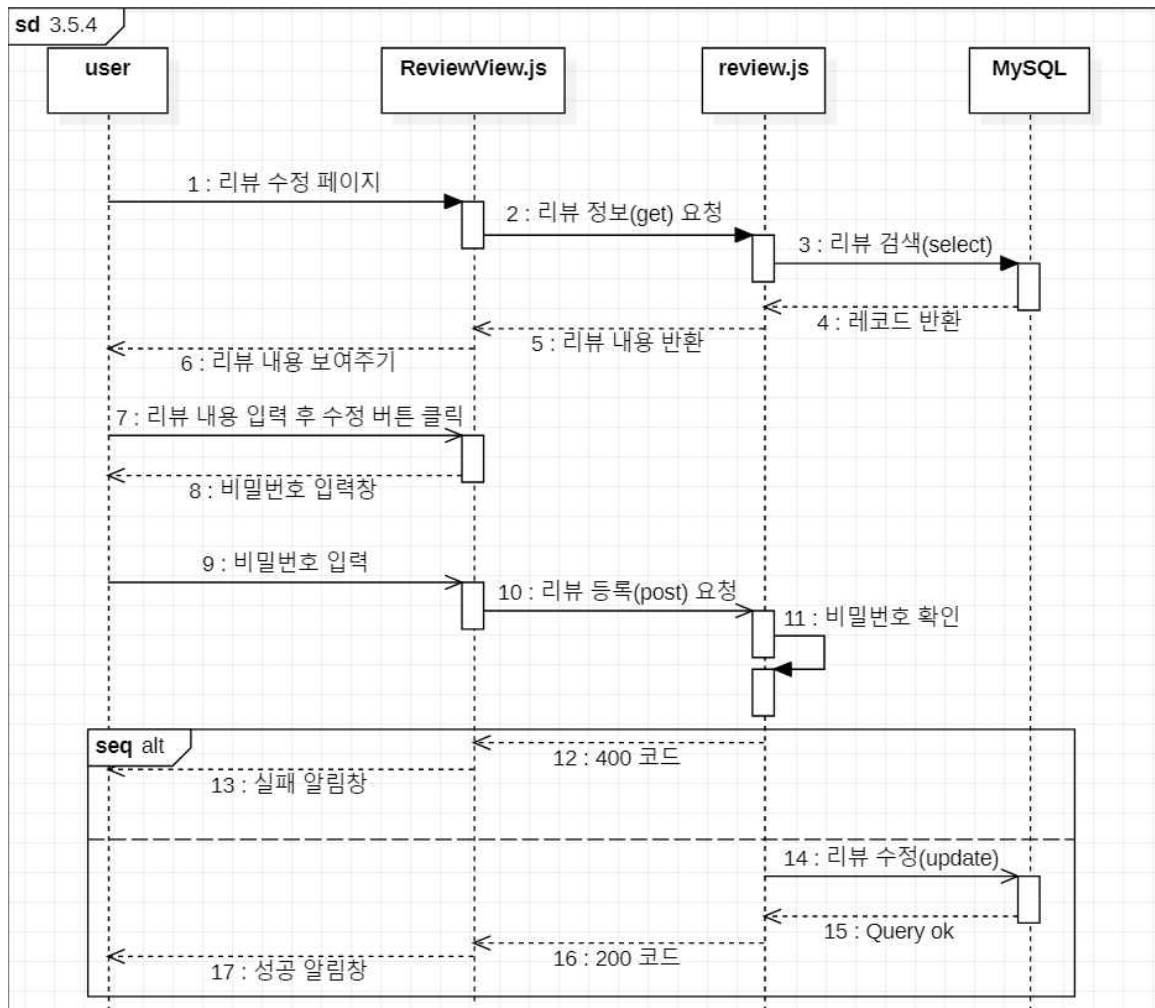 sd 3.5.4
user
ReviewView.js
review.js
MySQL
1 : 리뷰 수정 페이지
2 : 리뷰 정보(get) 요청
3 : 리뷰 검색(select)
4 : 레코드 반환
5 : 리뷰 내용 반환
6 : 리뷰 내용 보여주기
7 : 리뷰 내용 입력 후 수정 버튼 클릭
8 : 비밀번호 입력창
9 : 비밀번호 입력
10 : 리뷰 등록(post) 요청
11 : 비밀번호 확인
seq alt
12 : 400 코드
13 : 실패 알림창
14 : 리뷰 수정(update)
15 : Query ok
16 : 200 코드
17 : 성공 알림창